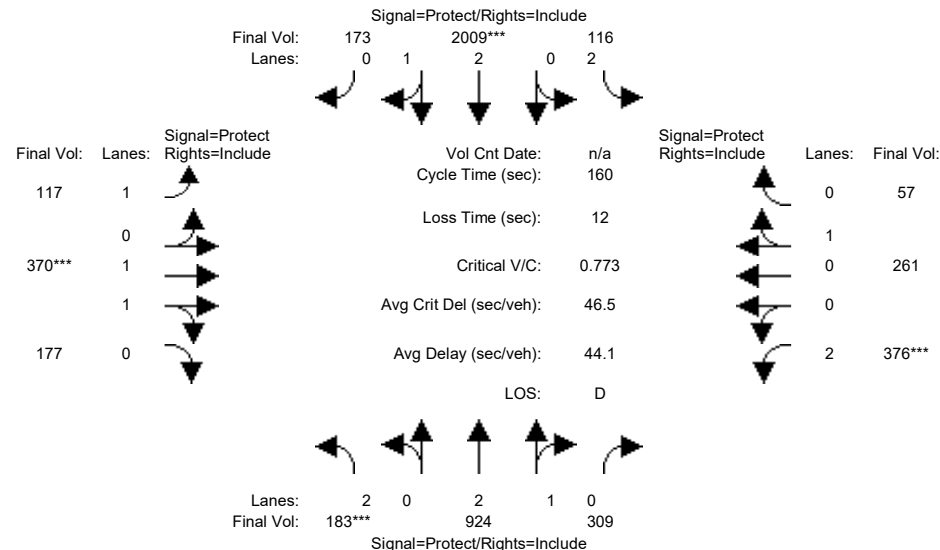 Signal=Protect/Rights=Include
Final Vol: 173 2009*** 116
Lanes: 0 1 2 0 2
Signal=Protect Signal=Protect
Final Vol: Lanes: Rights=Include Vol Cnt Date: n/a Rights=Include Lanes: Final Vol:
Cycle Time (sec): 160
117 1 0 57
Loss Time (sec): 12
0 1
370*** 1 Critical V/C: 0.773 0 261
1 Avg Crit Del (sec/veh): 46.5 0
177 0 Avg Delay (sec/veh): 44.1 2 376***
LOS: D
Lanes: 2 0 2 1 0
Final Vol: 183*** 924 309
Signal=Protect/Rights=Include